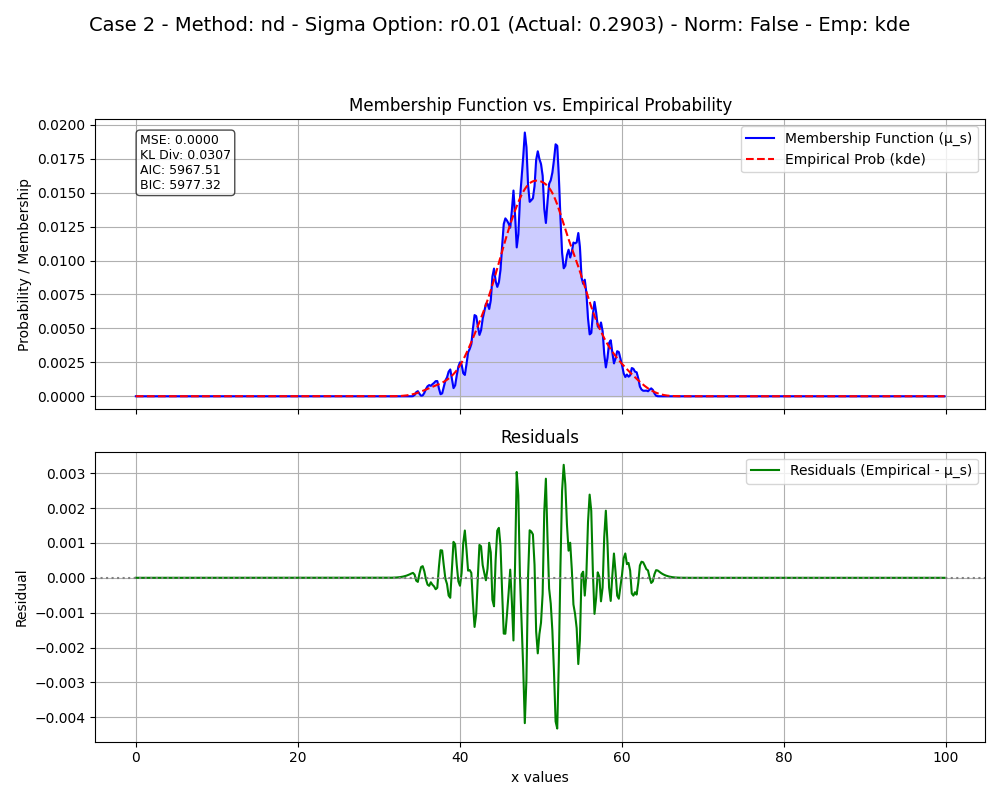 Case 2 - Method: nd - Sigma Option: r0.01 (Actual: 0.2903) - Norm: False - Emp: kde
Membership Function vs. Empirical Probability
0.0200
0.0175
0.0150
0.0125
0.0100
0.0075
0.0050
0.0025
0.0000
Probability / Membership
MSE: 0.0000
KL Div: 0.0307
AIC: 5967.51
BIC: 5977.32
Membership Function (μ_s)
Empirical Prob (kde)
Residuals
0.003
0.002
0.001
0.000
−0.001
−0.002
−0.003
−0.004
Residual
Residuals (Empirical - μ_s)
0
20
40
60
80
100
x values